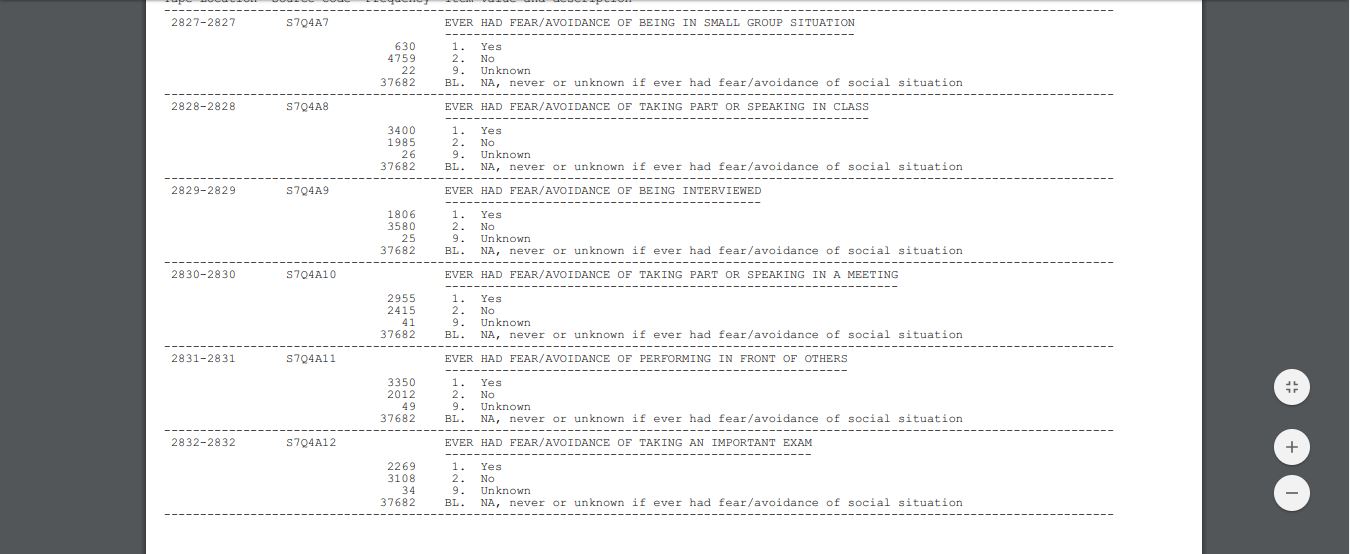 Tape Location  Source Code  Frequency  Item value and description
2827-2827  S7Q4A7  EVER HAD FEAR/AVOIDANCE OF BEING IN SMALL GROUP SITUATION
630  1.  Yes
4759  2.  No
22  9.  Unknown
37682  BL.  NA, never or unknown if ever had fear/avoidance of social situation
2828-2828  S7Q4A8  EVER HAD FEAR/AVOIDANCE OF TAKING PART OR SPEAKING IN CLASS
3400  1.  Yes
1985  2.  No
26  9.  Unknown
37682  BL.  NA, never or unknown if ever had fear/avoidance of social situation
2829-2829  S7Q4A9  EVER HAD FEAR/AVOIDANCE OF BEING INTERVIEWED
1806  1.  Yes
3580  2.  No
25  9.  Unknown
37682  BL.  NA, never or unknown if ever had fear/avoidance of social situation
2830-2830  S7Q4A10  EVER HAD FEAR/AVOIDANCE OF TAKING PART OR SPEAKING IN A MEETING
2955  1.  Yes
2415  2.  No
41  9.  Unknown
37682  BL.  NA, never or unknown if ever had fear/avoidance of social situation
2831-2831  S7Q4A11  EVER HAD FEAR/AVOIDANCE OF PERFORMING IN FRONT OF OTHERS
3350  1.  Yes
2012  2.  No
49  9.  Unknown
37682  BL.  NA, never or unknown if ever had fear/avoidance of social situation
2832-2832  S7Q4A12  EVER HAD FEAR/AVOIDANCE OF TAKING AN IMPORTANT EXAM
2269  1.  Yes
3108  2.  No
34  9.  Unknown
37682  BL.  NA, never or unknown if ever had fear/avoidance of social situation